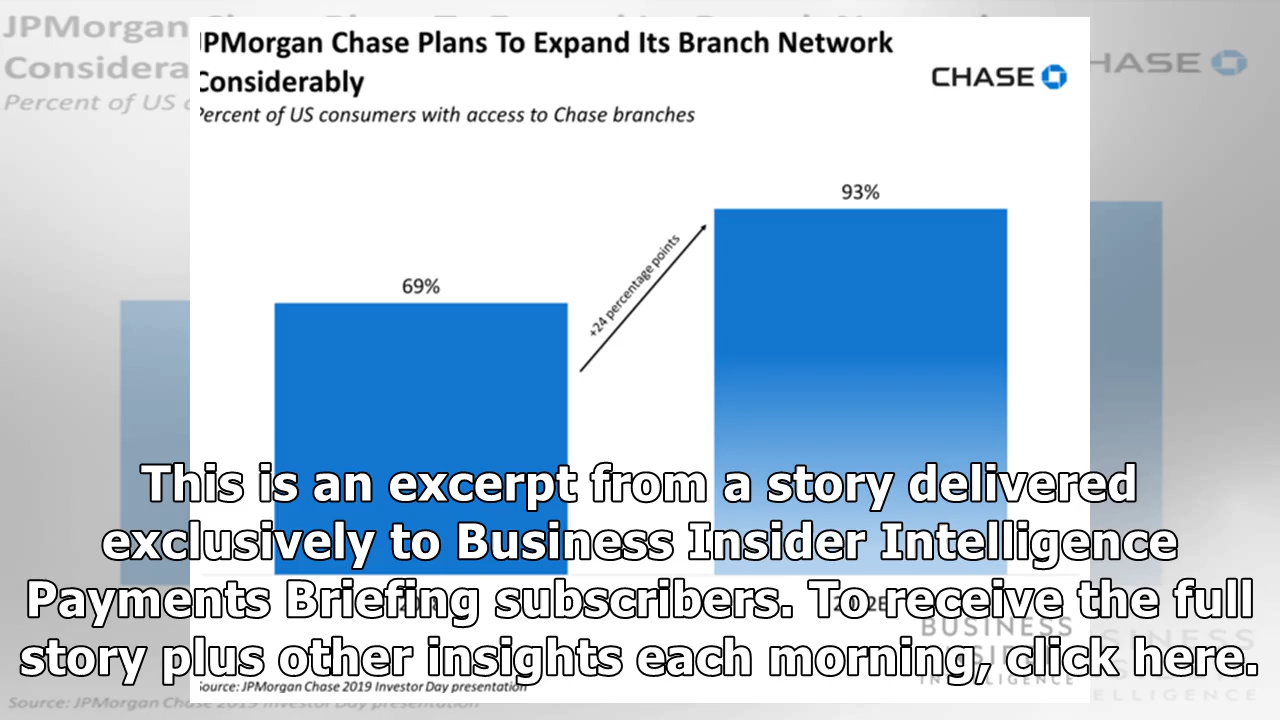 JPMorgan Chase Plans To Expand Its Branch Network
Considerably
CHASE
Percent of US consumers with access to Chase branches
93%
69%
+24 percentage points
This is an excerpt from a story delivered
exclusively to Business Insider Intelligence
Payments Briefing subscribers. To receive the full
story plus other insights each morning, click here.
BUSINESS
Source: JPMorgan Chase 2019 Investor Day presentation